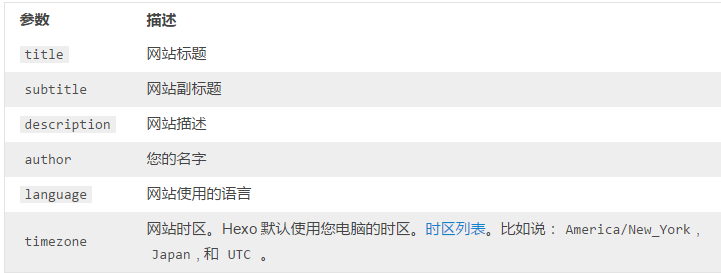 参数 描述
title 网站标题
subtitle 网站副标题
description 网站描述
author 您的名字
language 网站使用的语言
timezone 网站时区。Hexo 默认使用您电脑的时区。时区列表。比如说：America/New_York,
Japan,和 UTC 。